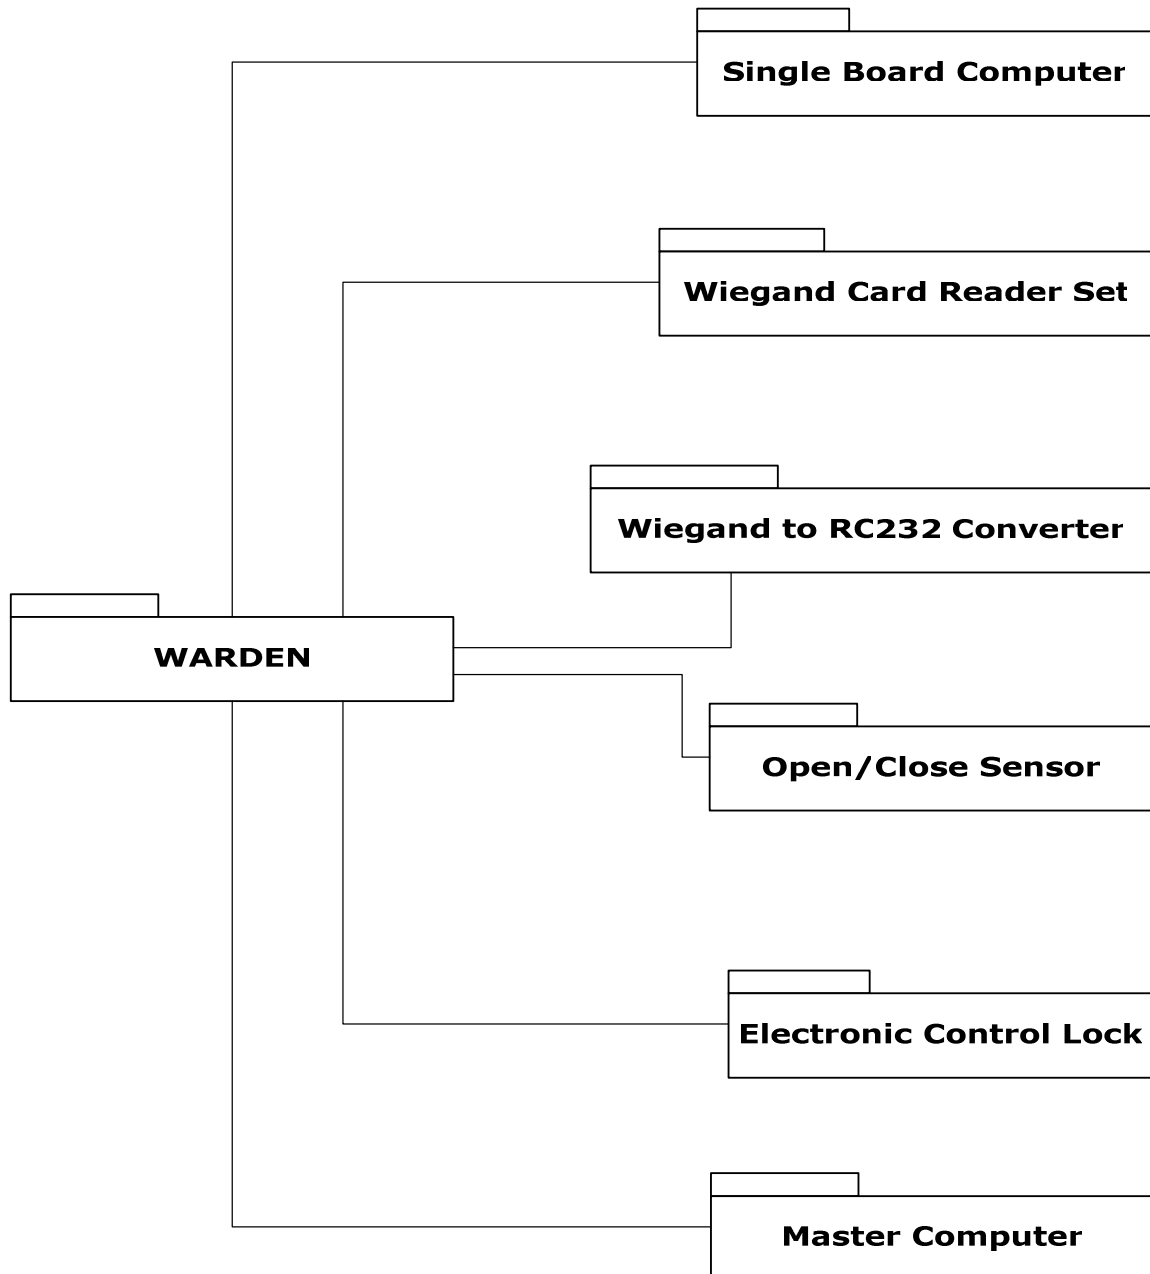 Single Board Computer
Wiegand Card Reader Set
Wiegand to RC232 Converter
WARDEN
Open/Close Sensor
Electronic Control Lock
Master Computer